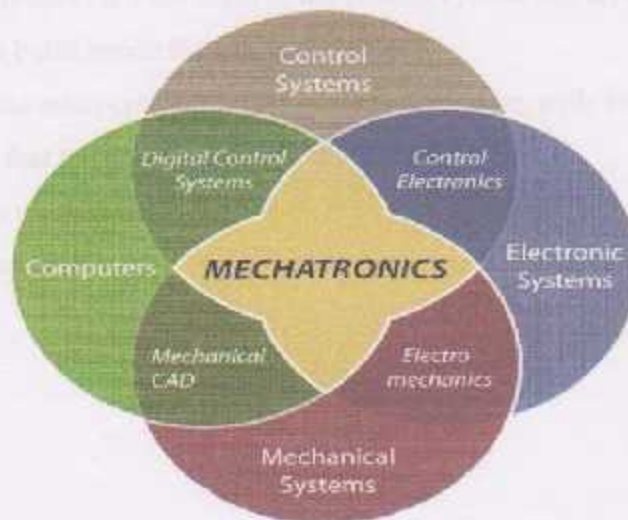 Control
Systems
Digital Control
Systems
Control
Electronics
Computers
MECHATRONICS
Electronic
Systems
Mechanical
CAD
Electro
mechanics
Mechanical
Systems